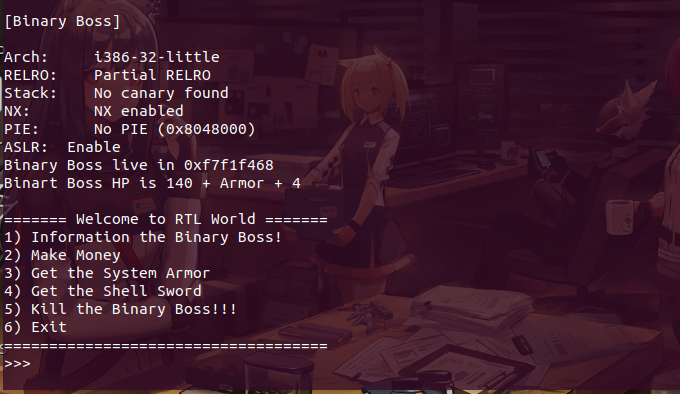 [Binary Boss]
Arch:     i386-32-little
RELRO:    Partial RELRO
Stack:    No canary found
NX:       NX enabled
PIE:      No PIE (0x8048000)
ASLR:  Enable
Binary Boss live in 0xf7f1f468
Binart Boss HP is 140 + Armor + 4
======= Welcome to RTL World =======
1) Information the Binary Boss!
2) Make Money
3) Get the System Armor
4) Get the Shell Sword
5) Kill the Binary Boss!!!
6) Exit
====================================
>>>